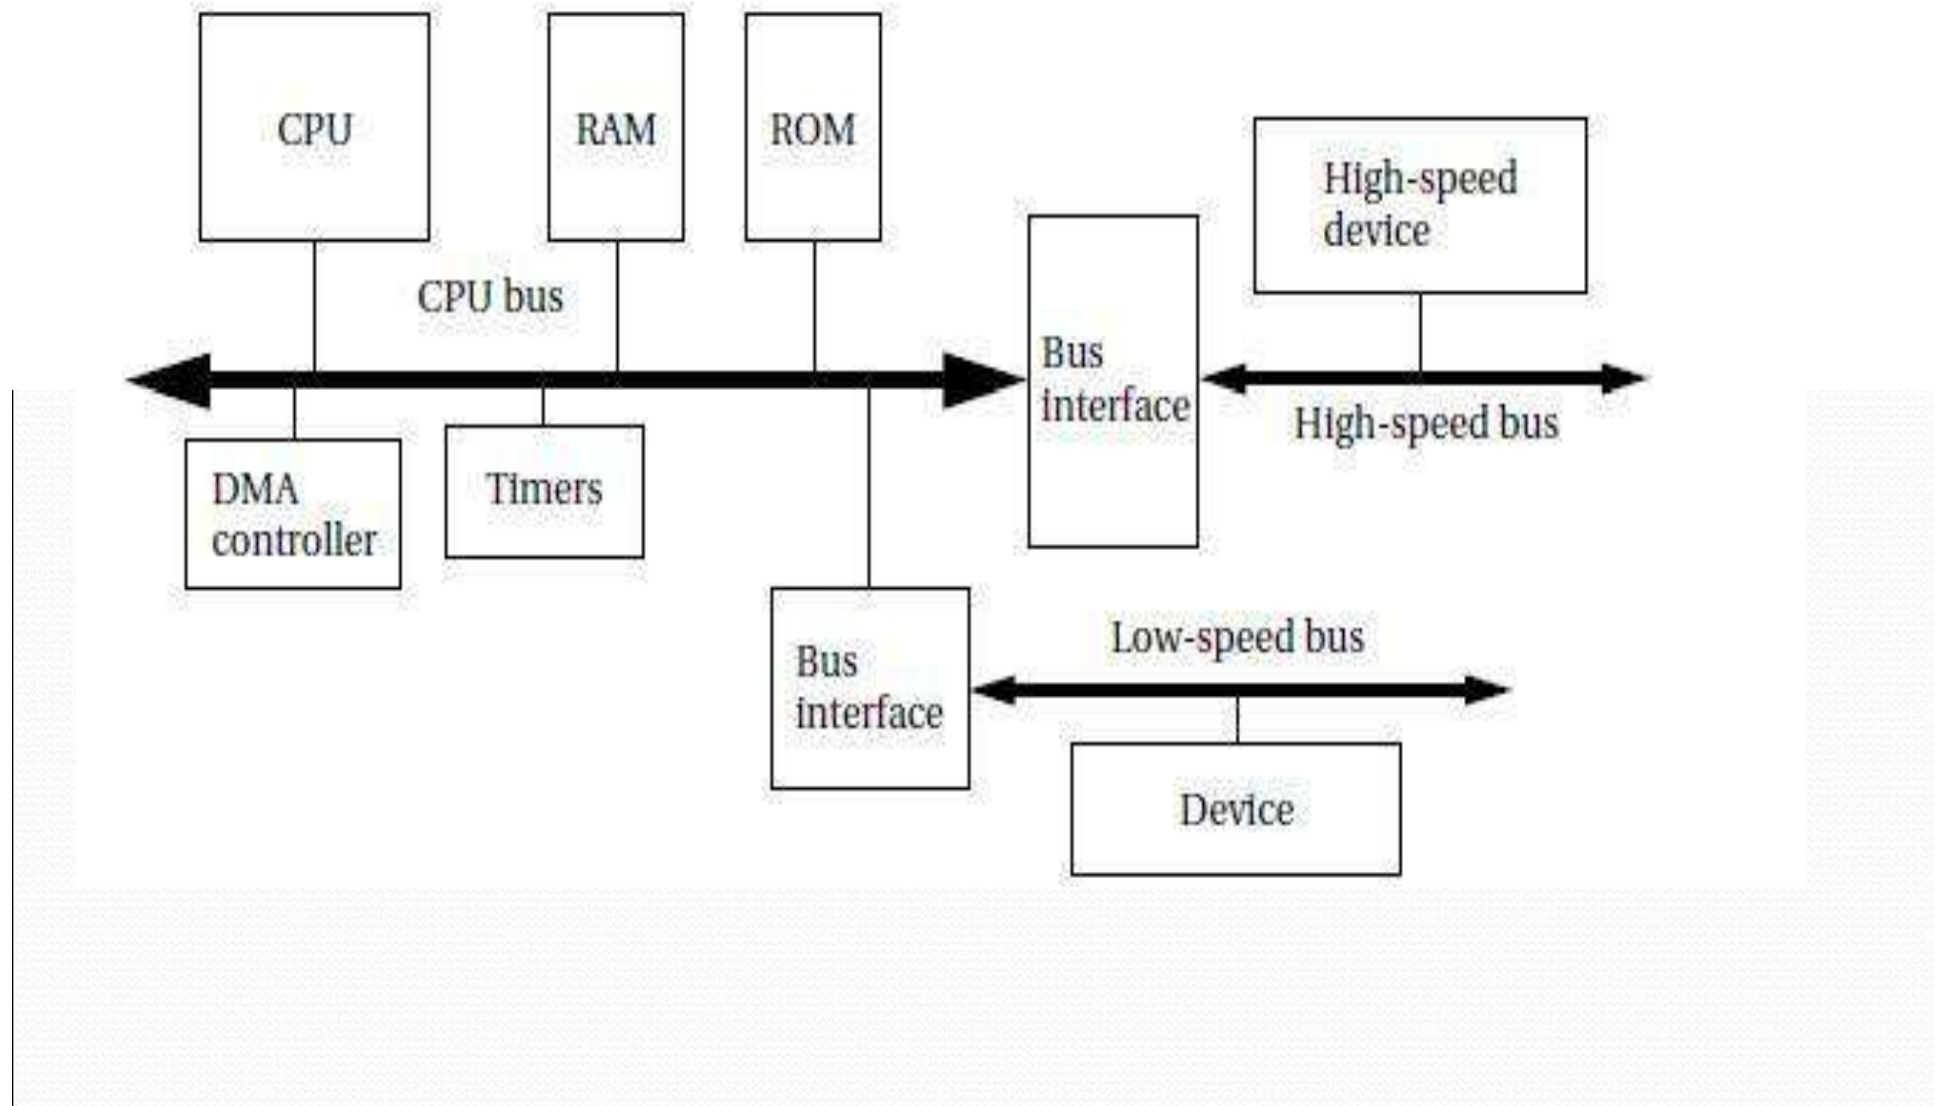 CPU
RAM
ROM
High-speed
device
CPU bus
Bus
interface
High-speed bus
DMA
controller
Timers
Bus
interface
Low-speed bus
Device